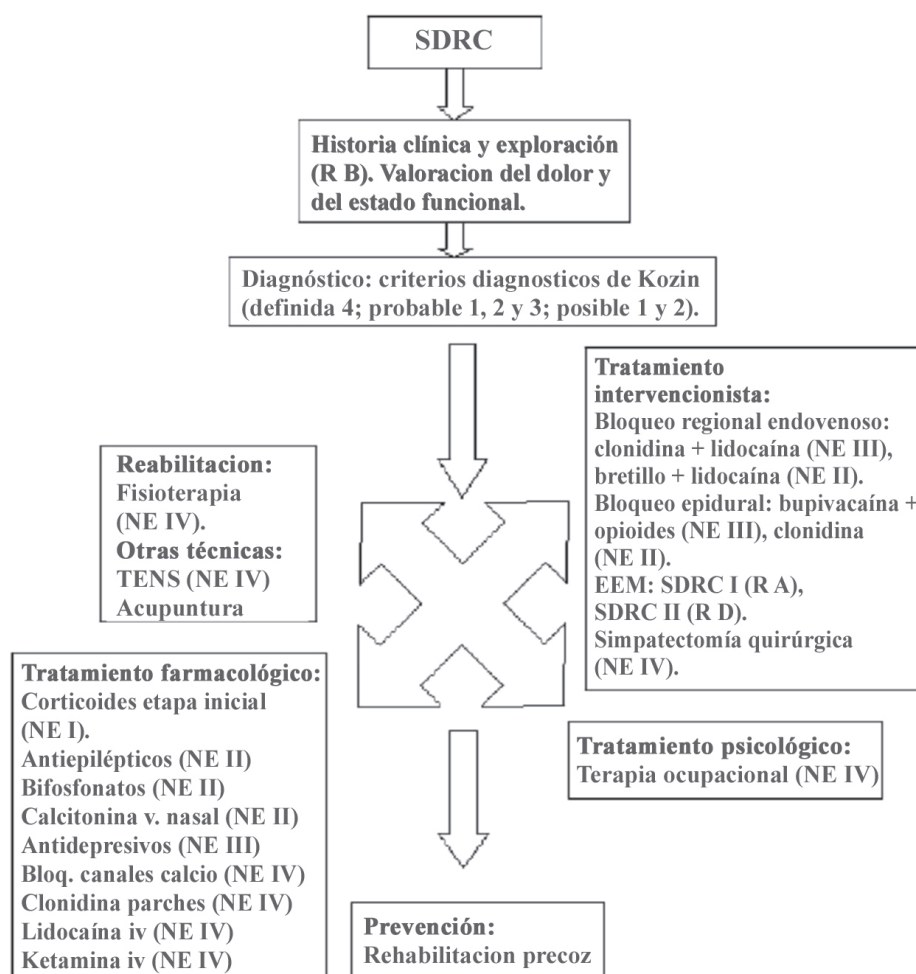 SDRC
Historia clínica y exploración
(R B). Valoracion del dolor y
del estado funcional.
Diagnóstico: criterios diagnosticos de Kozin
(definida 4; probable 1, 2 y 3; posible 1 y 2).
Reabilitacion:
Fisioterapia
(NE IV).
Otras técnicas:
TENS (NE IV)
Acupuntura
Tratamiento
intervencionista:
Bloqueo regional endovenoso:
clonidina + lidocaína (NE III),
bretillo + lidocaína (NE II).
Bloqueo epidural: bupivacaína +
opioides (NE III), clonidina
(NE II).
EEM: SDRC I (R A),
SDRC II (R D).
Simpatectomía quirúrgica
(NE IV).
Tratamiento farmacológico:
Corticoides etapa inicial
(NE I).
Antiepilépticos (NE II)
Bifosfonatos (NE II)
Calcitonina v. nasal (NE II)
Antidepresivos (NE III)
Bloq. canales calcio (NE IV)
Clonidina parches (NE IV)
Lidocaína iv (NE IV)
Ketamina iv (NE IV)
Tratamiento psicológico:
Terapia ocupacional (NE IV)
Prevención:
Rehabilitacion precoz